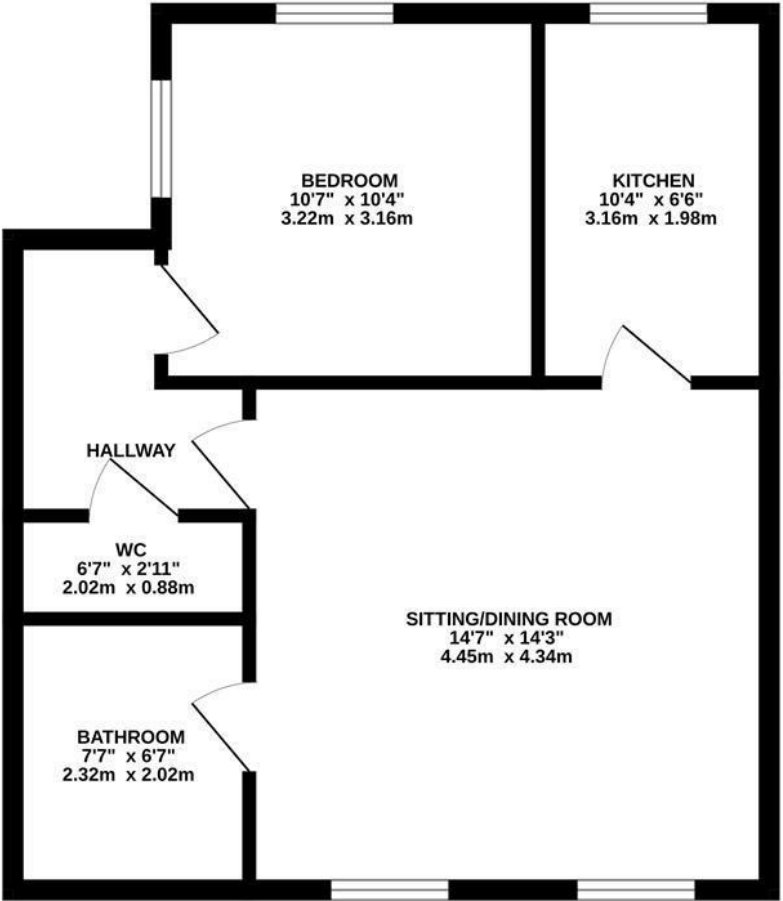 BEDROOM
10'7" x 10'4"
3.22m x 3.16m
KITCHEN
10'4" x 6'6"
3.16m x 1.98m
HALLWAY
WC
6'7" x 2'11"
2.02m x 0.88m
SITTING/DINING ROOM
14'7" x 14'3"
4.45m x 4.34m
BATHROOM
7'7" x 6'7"
2.32m x 2.02m